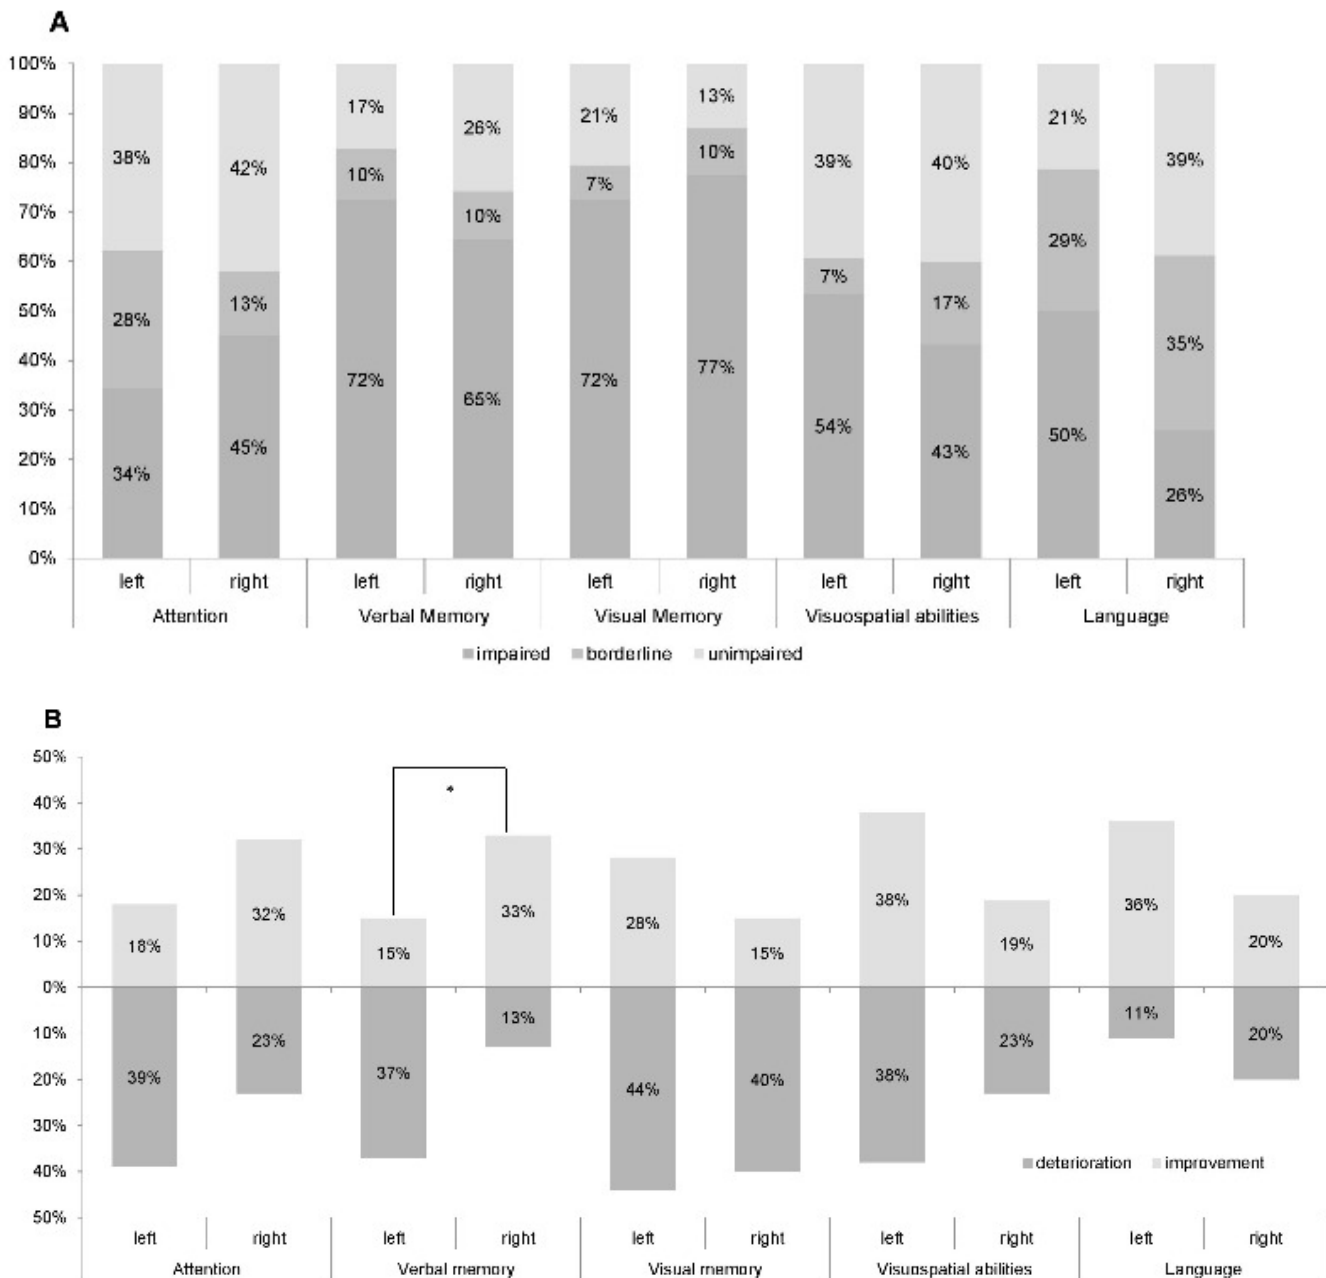 A
100%
90%
80%
70%
60%
50%
40%
30%
20%
10%
0%
38% 42% 17% 26% 21% 13% 39% 40% 21% 39%
28% 13% 10% 10% 7% 10% 7% 17% 29% 35%
34% 45% 72% 65% 72% 77% 54% 43% 50% 26%
left right left right left right left right left right
Attention Verbal Memory Visual Memory Visuospatial abilities Language
impaired borderline unimpaired
B
50%
40%
30%
20%
10%
0%
10%
20%
30%
40%
50%
*
18% 32% 15% 33% 28% 15% 38% 19% 36% 20%
39% 23% 37% 13% 44% 40% 38% 23% 11% 20%
deterioration improvement
left right left right left right left right left right
Attention Verbal memory Visual memory Visuospatial abilities Language